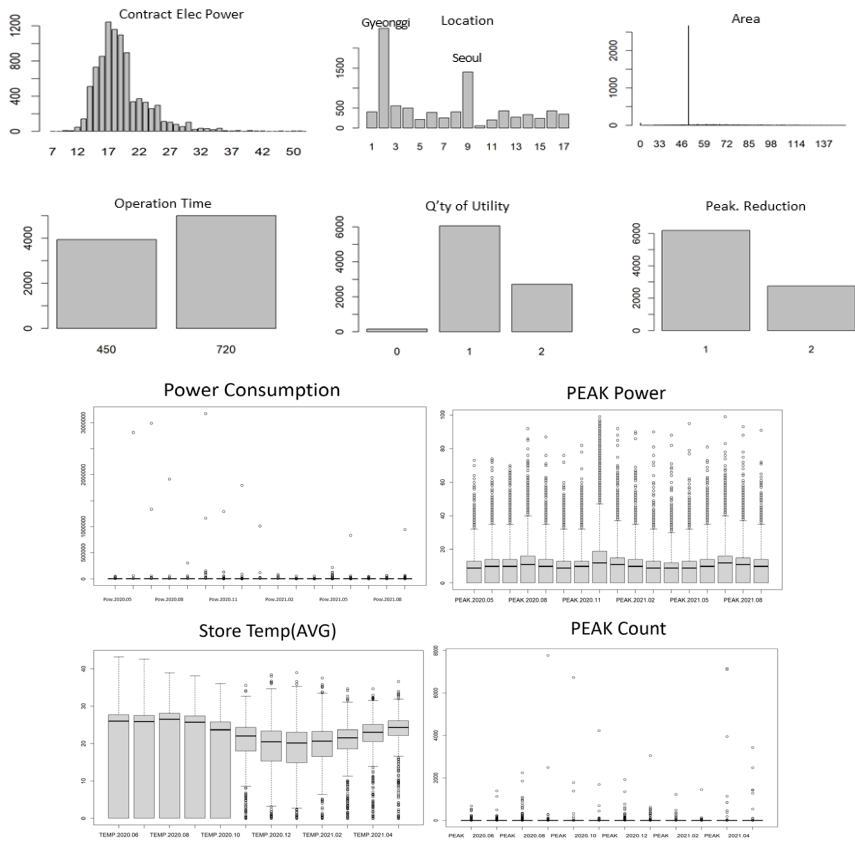 Contract Elec Power
1200
800
400
0
7 12 17 22 27 32 37 42 50
Location
Gyeonggi
Seoul
1500
500
0
1 3 5 7 9 11 13 15 17
Area
2000
1000
0
0 33 46 59 72 85 98 114 137
Operation Time
4000
2000
0
450 720
Q'ty of Utility
6000
4000
2000
0
0 1 2
Peak. Reduction
6000
4000
2000
0
1 2
Power Consumption
0
Pow.2020.05 Pow.2020.08 Pow.2020.11 Pow.2021.02 Pow.2021.05 Pow.2021.08
PEAK Power
100
80
60
40
20
0
PEAK.2020.05 PEAK.2020.08 PEAK.2020.11 PEAK.2021.02 PEAK.2021.05 PEAK.2021.08
Store Temp(AVG)
40
30
20
10
0
TEMP.2020.06 TEMP.2020.08 TEMP.2020.10 TEMP.2020.12 TEMP.2021.02 TEMP.2021.04
PEAK Count
8000
6000
4000
2000
0
PEAK 2020.06 PEAK 2020.08 PEAK 2020.10 PEAK 2020.12 PEAK 2021.02 PEAK 2021.04